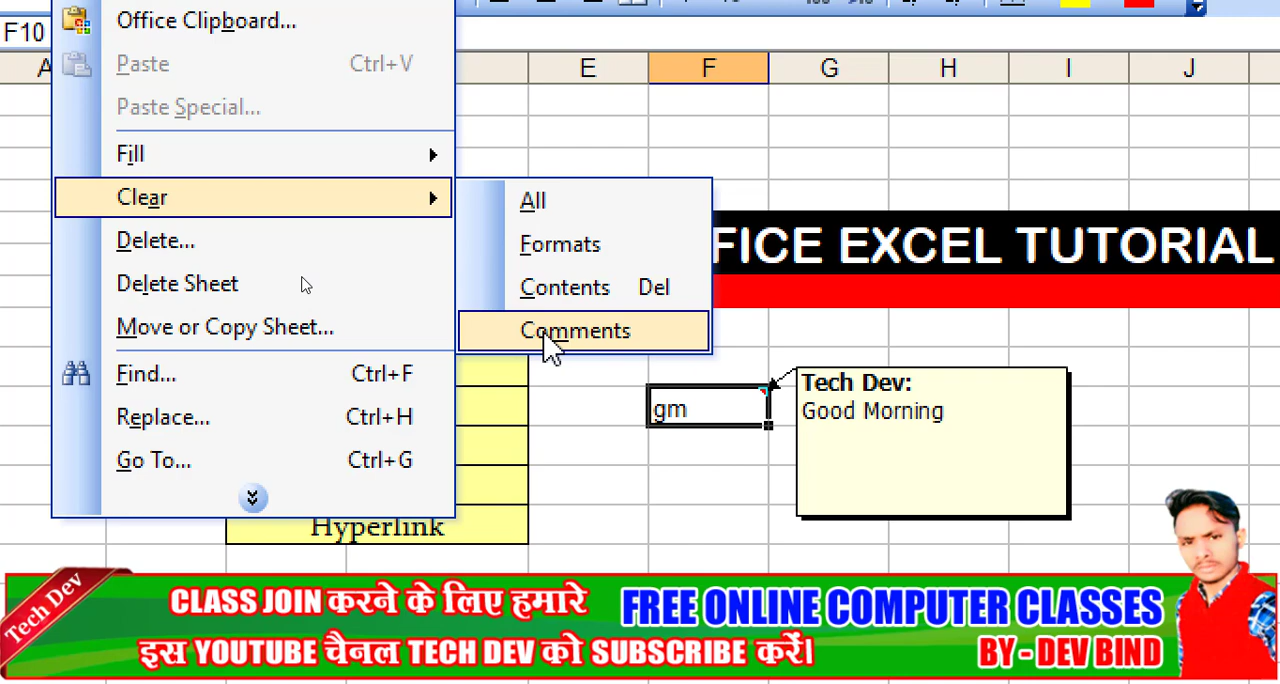 F10
Office Clipboard...
Paste Ctrl+V
Paste Special...
Fill
Clear
Delete...
Delete Sheet
Move or Copy Sheet...
Find... Ctrl+F
Replace... Ctrl+H
Go To... Ctrl+G
All
Formats
Contents Del
Comments
A E F G H I J
FFICE EXCEL TUTORIAL
gm
Tech Dev:
Good Morning
Hyperlink
Tech Dev
CLASS JOIN करने के लिए हमारे
इस YOUTUBE चैनल TECH DEV को SUBSCRIBE करें।
FREE ONLINE COMPUTER CLASSES
BY - DEV BIND